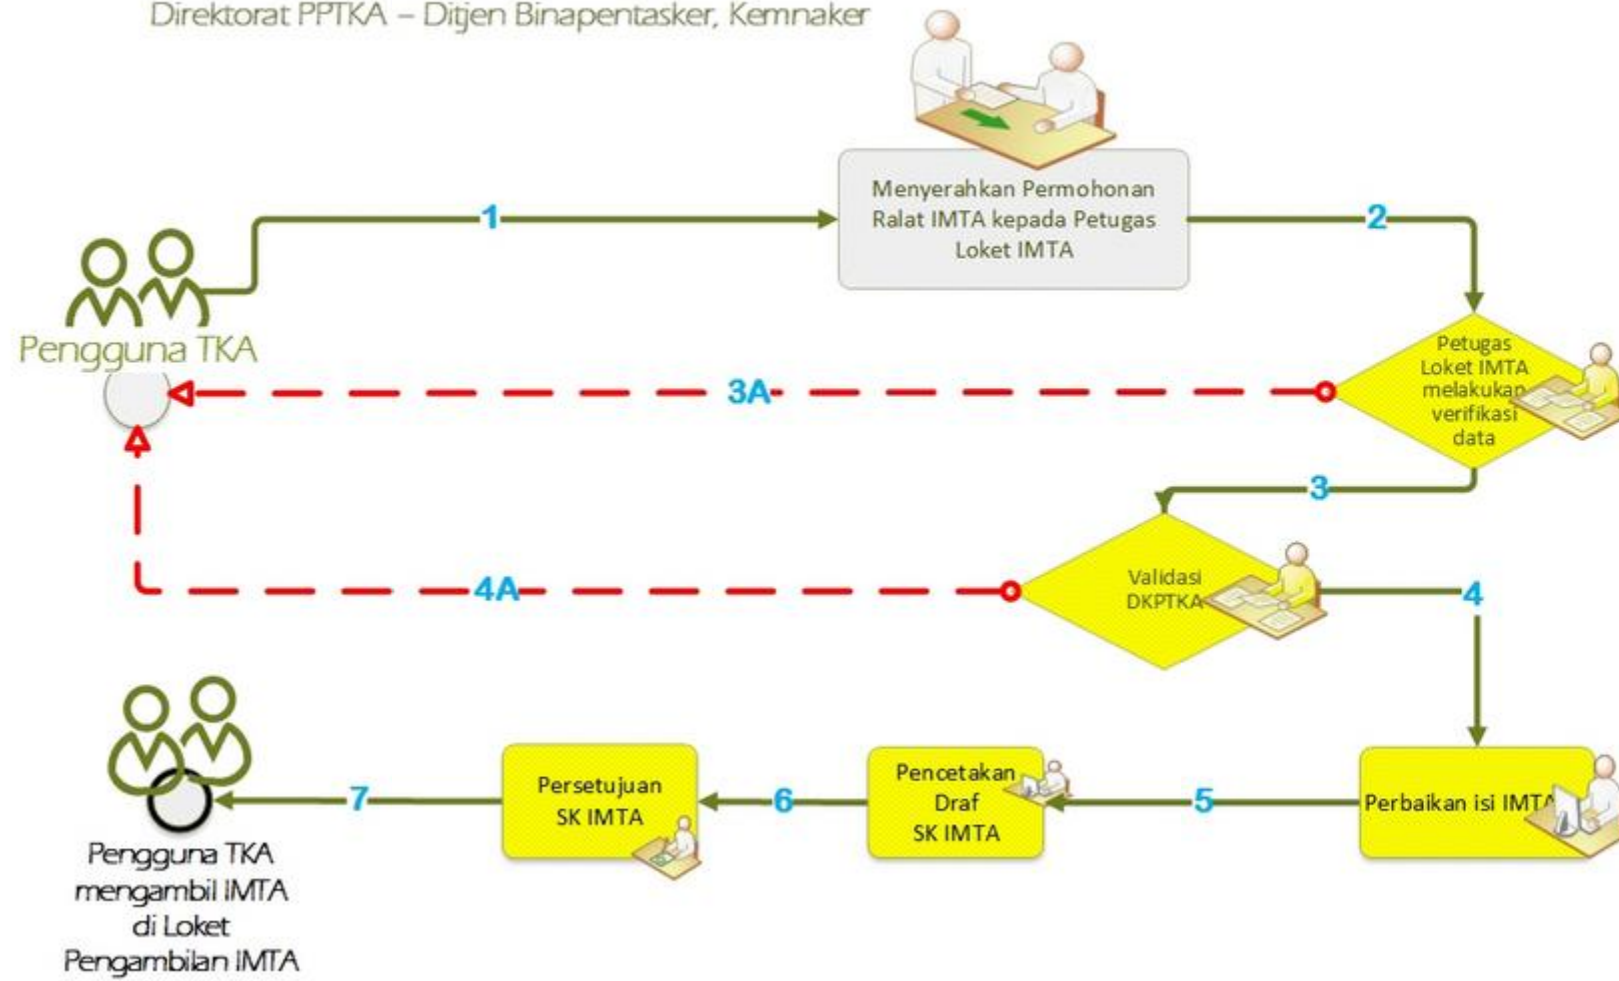 Direktorat PPTKA – Ditjen Binapentasker, Kemnaker
Menyerahkan Permohonan
Ralat IMTA kepada Petugas
Loket IMTA
1
2
Pengguna TKA
Petugas
Loket IMTA
melakukan
verifikasi
data
3A
3
Validasi
DKPTKA
4A
4
Perbaikan isi IMTA
5
Pencetakan
Draf
SK IMTA
6
Persetujuan
SK IMTA
7
Pengguna TKA
mengambil IMTA
di Loket
Pengambilan IMTA